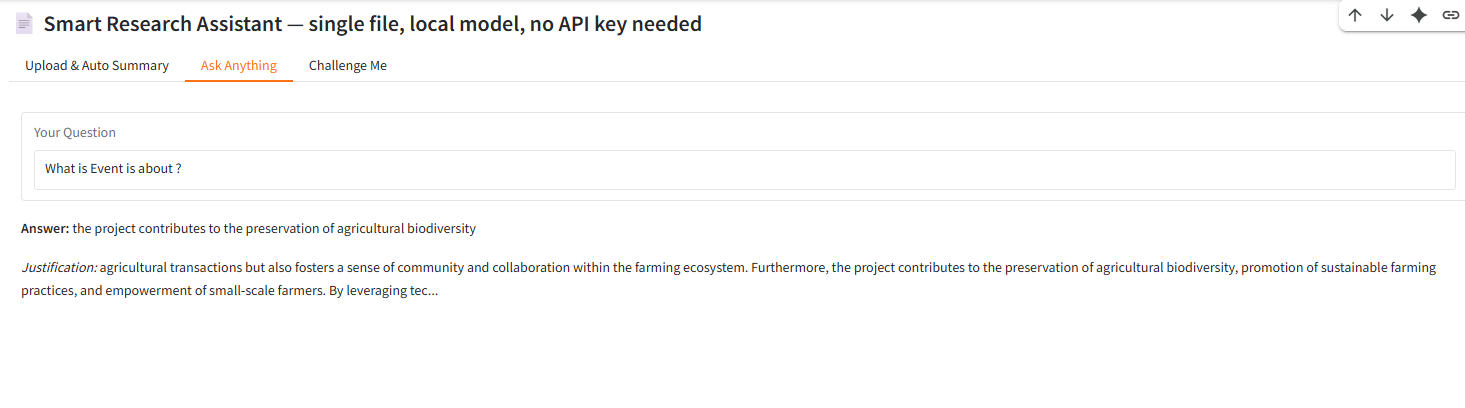 Smart Research Assistant — single file, local model, no API key needed
Upload & Auto Summary Ask Anything Challenge Me
Your Question
What is Event is about ?
Answer: the project contributes to the preservation of agricultural biodiversity
Justification: agricultural transactions but also fosters a sense of community and collaboration within the farming ecosystem. Furthermore, the project contributes to the preservation of agricultural biodiversity, promotion of sustainable farming
practices, and empowerment of small-scale farmers. By leveraging tec...